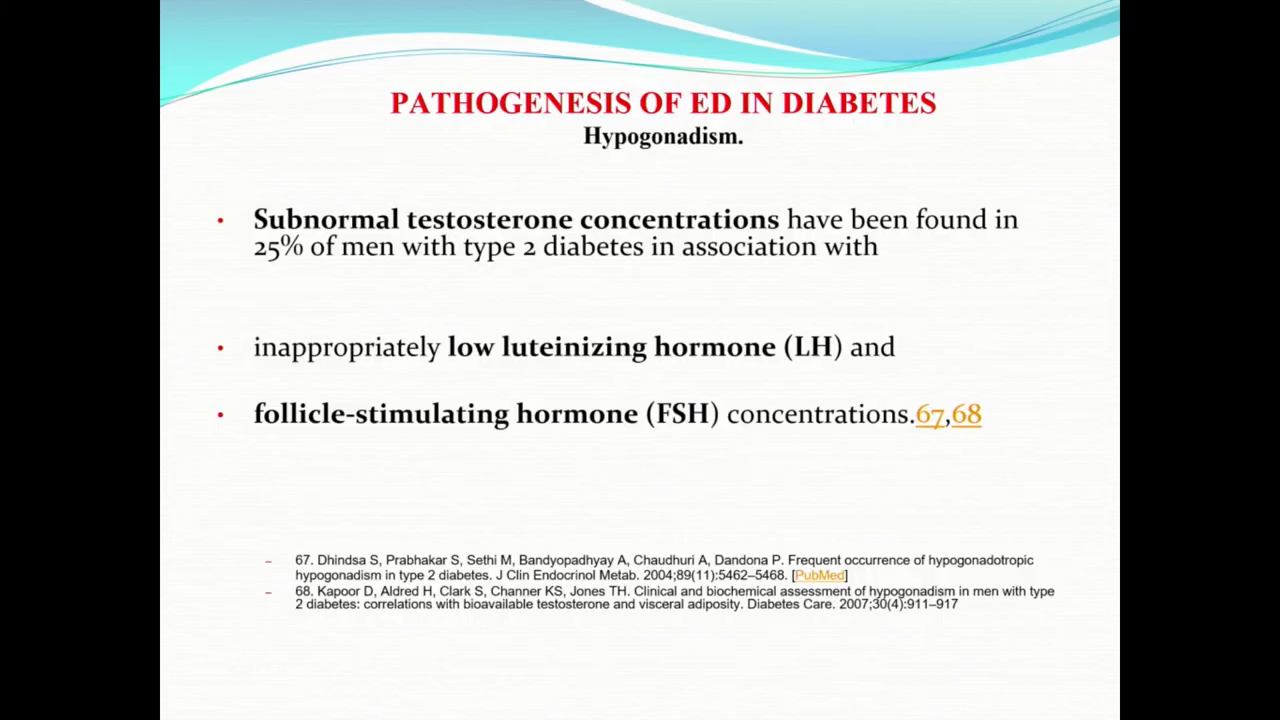 PATHOGENESIS OF ED IN DIABETES
Hypogonadism.
• Subnormal testosterone concentrations have been found in
25% of men with type 2 diabetes in association with
• inappropriately low luteinizing hormone (LH) and
• follicle-stimulating hormone (FSH) concentrations.67,68
– 67. Dhindsa S, Prabhakar S, Sethi M, Bandyopadhyay A, Chaudhuri A, Dandona P. Frequent occurrence of hypogonadotropic
hypogonadism in type 2 diabetes. J Clin Endocrinol Metab. 2004;89(11):5462–5468. [PubMed]
– 68. Kapoor D, Aldred H, Clark S, Channer KS, Jones TH. Clinical and biochemical assessment of hypogonadism in men with type
2 diabetes: correlations with bioavailable testosterone and visceral adiposity. Diabetes Care. 2007;30(4):911–917